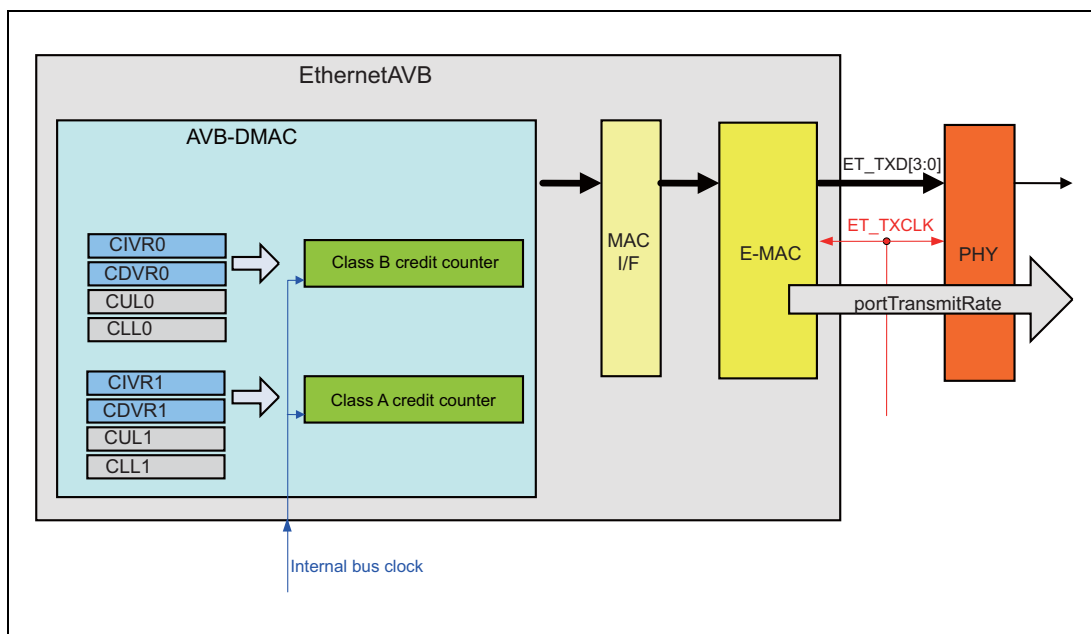 EthernetAVB
AVB-DMAC
CIVR0
CDVR0
CUL0
CLL0
Class B credit counter
CIVR1
CDVR1
CUL1
CLL1
Class A credit counter
Internal bus clock
MAC
I/F
E-MAC
ET_TXD[3:0]
ET_TXCLK
PHY
portTransmitRate